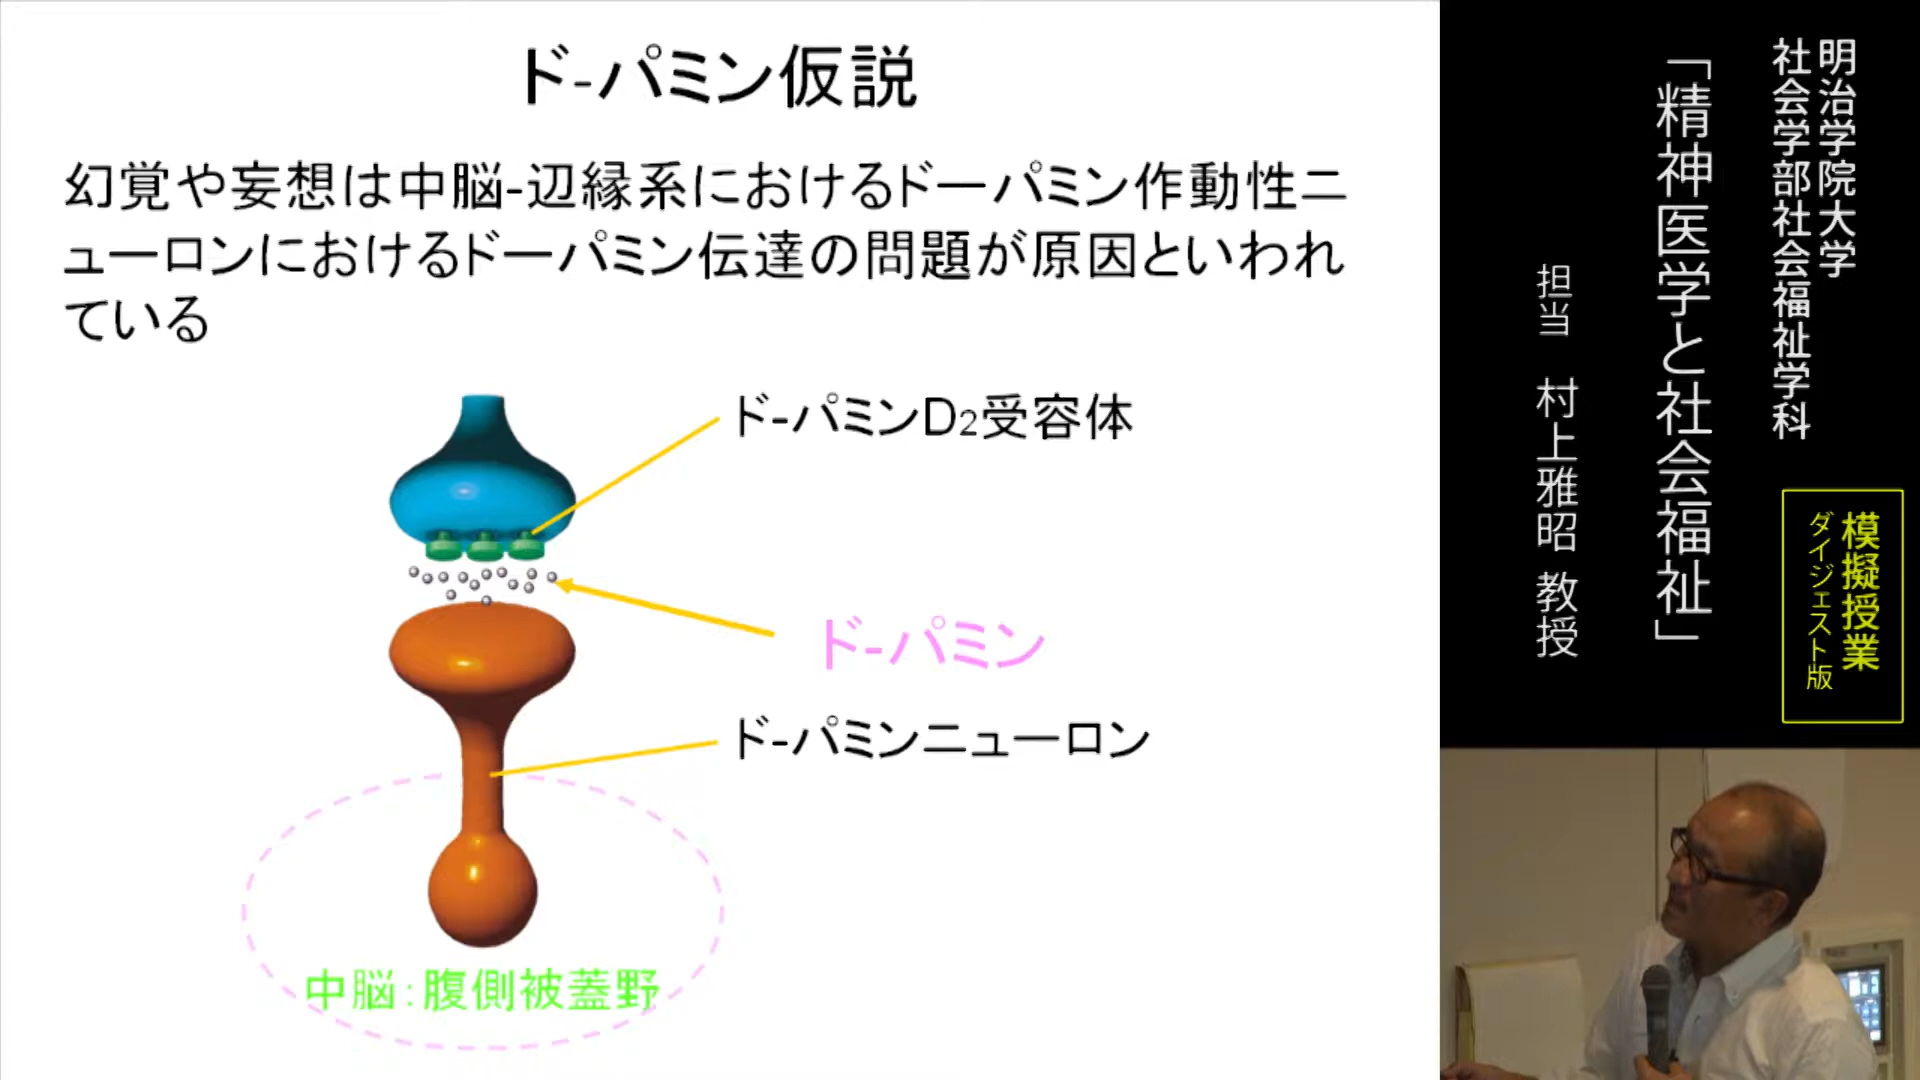 ド-パミン仮説
幻覚や妄想は中脳-辺縁系におけるドーパミン作動性ニ
ューロンにおけるドーパミン伝達の問題が原因といわれ
ている
ド-パミンD2受容体
ド-パミン
ド-パミンニューロン
中脳：腹側被蓋野
明治学院大学
社会学部社会福祉学科
「精神医学と社会福祉」
担当 村上雅昭 教授
模擬授業
ダイジェスト版